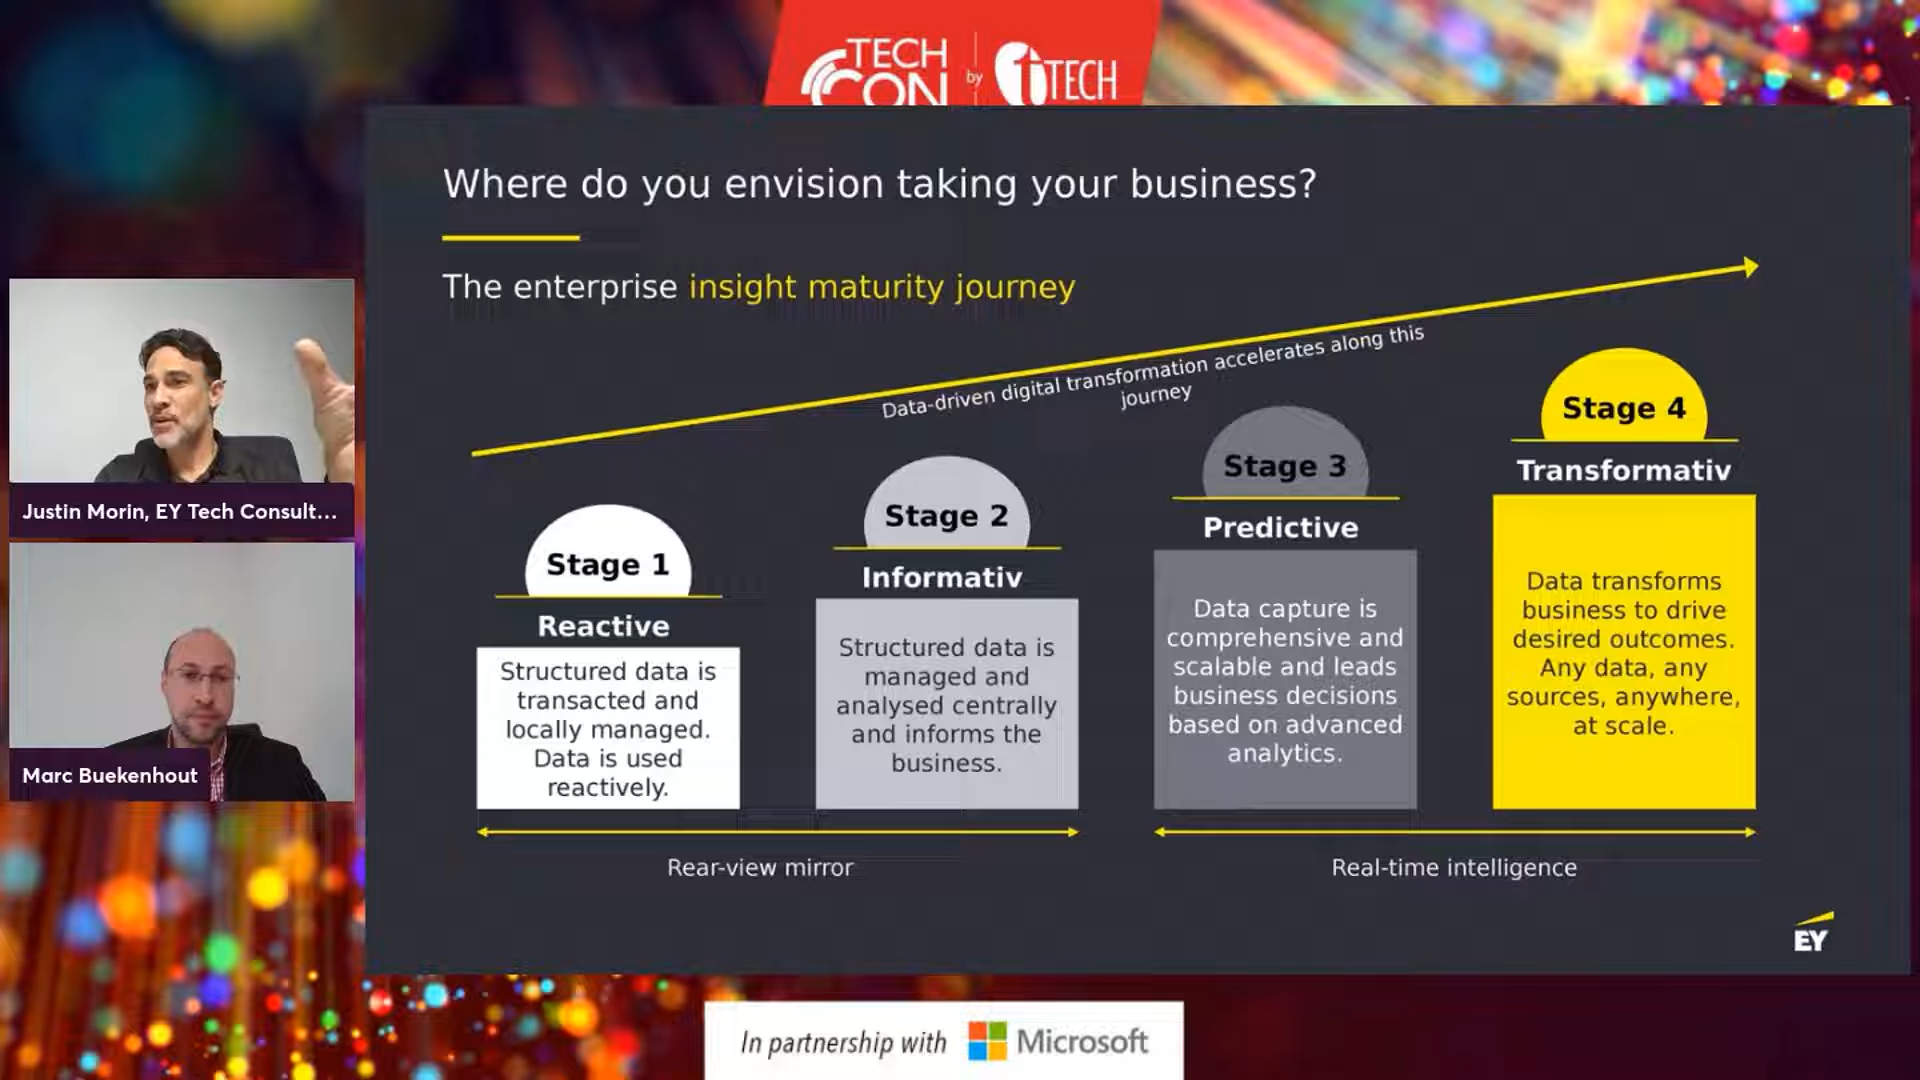 TECH
CON
by
iTECH
Where do you envision taking your business?
The enterprise insight maturity journey
Data-driven digital transformation accelerates along this
journey
Stage 1
Reactive
Structured data is
transacted and
locally managed.
Data is used
reactively.
Stage 2
Informativ
Structured data is
managed and
analysed centrally
and informs the
business.
Stage 3
Predictive
Data capture is
comprehensive and
scalable and leads
business decisions
based on advanced
analytics.
Stage 4
Transformativ
Data transforms
business to drive
desired outcomes.
Any data, any
sources, anywhere,
at scale.
Rear-view mirror
Real-time intelligence
EY
Justin Morin, EY Tech Consult...
Marc Buekenhout
In partnership with Microsoft